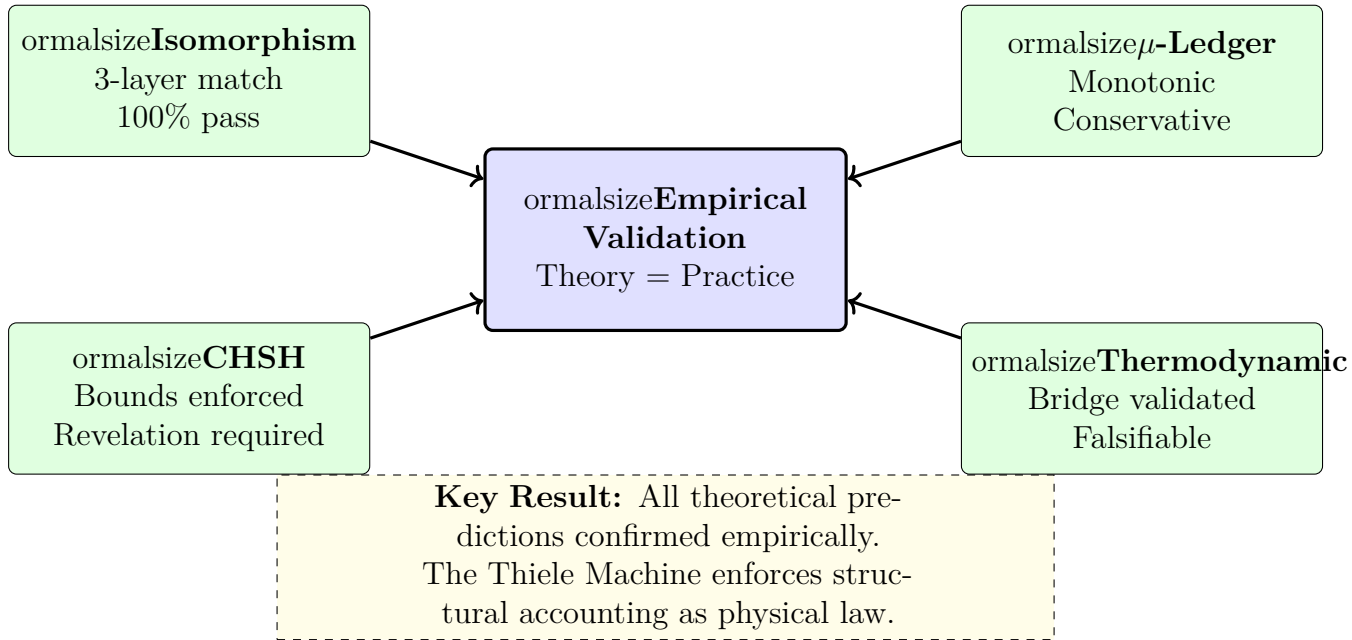 ormalsizeIsomorphism
3-layer match
100% pass
ormalsizeμ-Ledger
Monotonic
Conservative
ormalsizeEmpirical
Validation
Theory = Practice
ormalsizeCHSH
Bounds enforced
Revelation required
ormalsizeThermodynamic
Bridge validated
Falsifiable
Key Result: All theoretical pre-
dictions confirmed empirically.
The Thiele Machine enforces struc-
tural accounting as physical law.